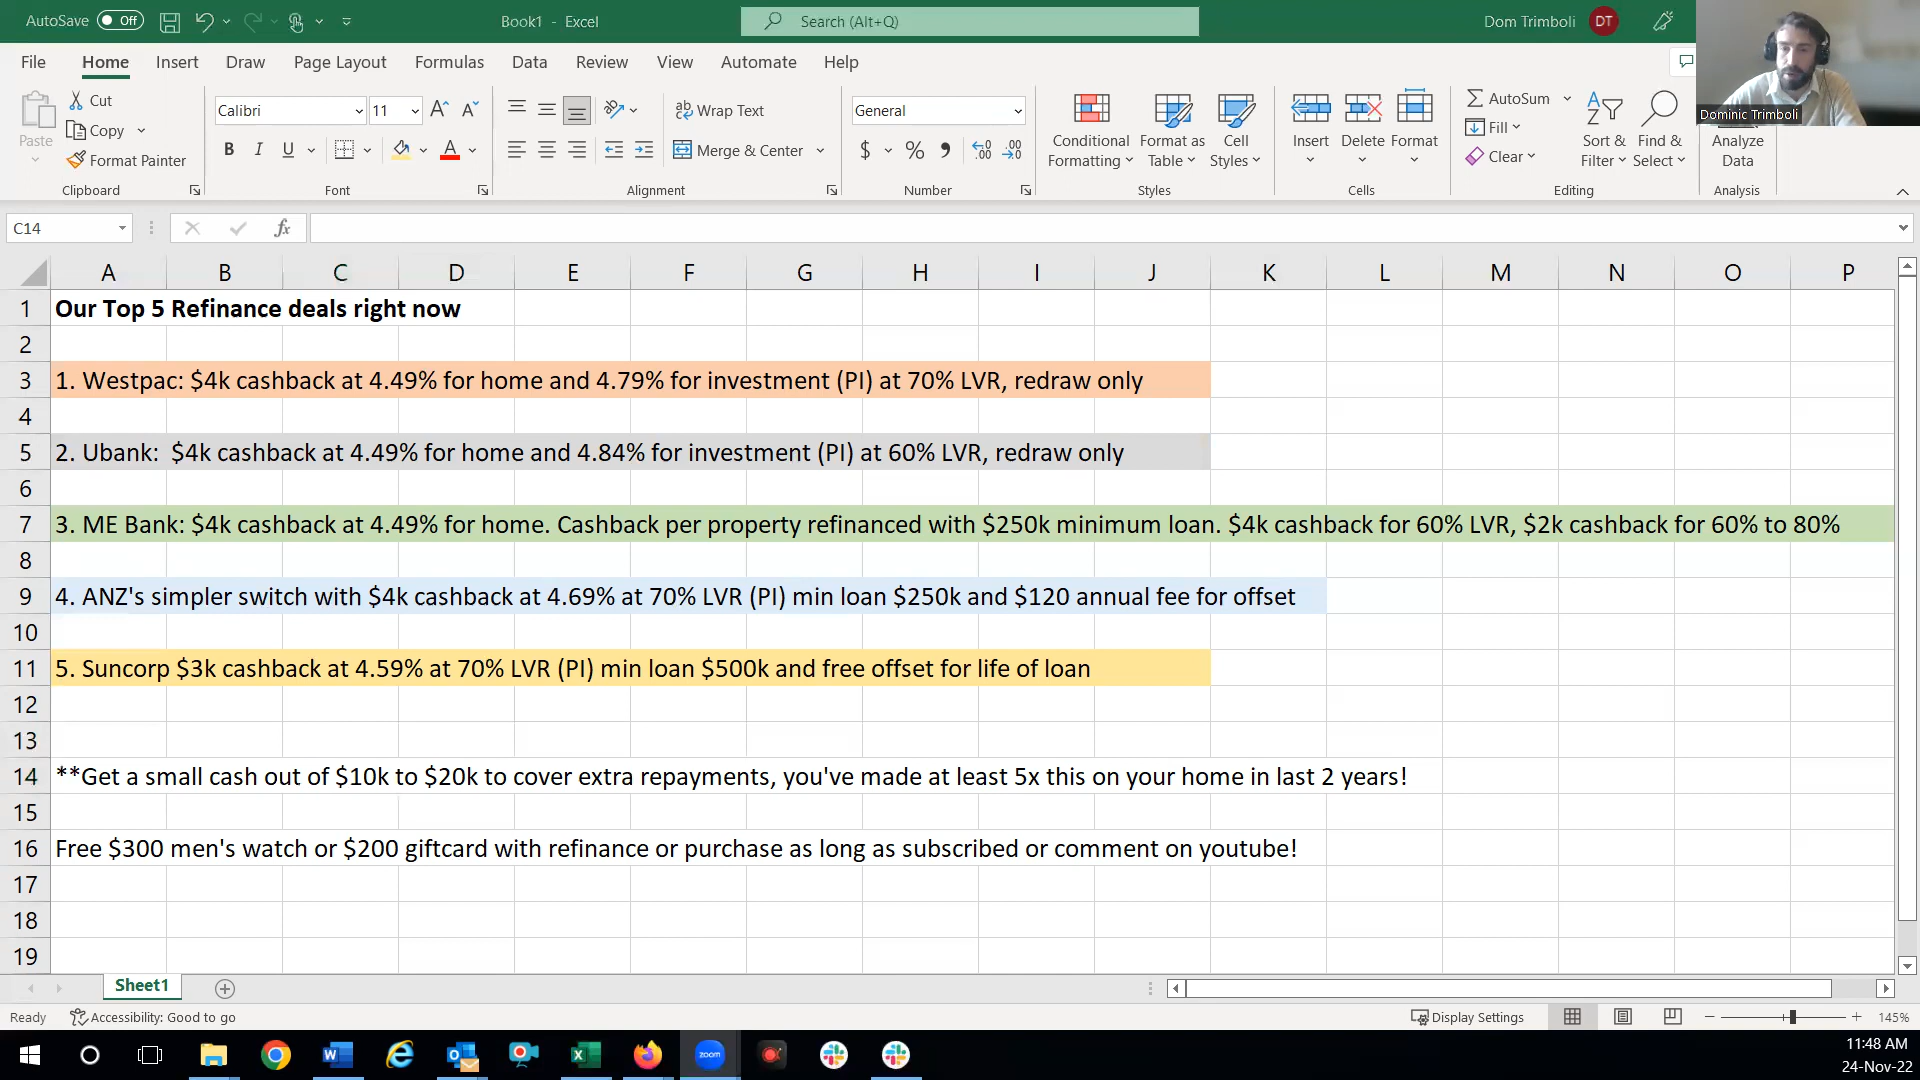 AutoSave Off Book1 - Excel Search (Alt+Q) Dom Trimboli DT
File Home Insert Draw Page Layout Formulas Data Review View Automate Help
Paste Cut Copy Format Painter
Clipboard
Calibri 11
B I U A
Font
Wrap Text
Merge & Center
Alignment
General
$ % 9
Number
Conditional Formatting Format as Table Cell Styles
Styles
Insert Delete Format
Cells
AutoSum Fill Clear
Sort & Filter Find & Select
Editing
Analyze Data
Analysis
Dominic Trimboli
C14 fx
A B C D E F G H I J K L M N O P
1 Our Top 5 Refinance deals right now
2
3 1. Westpac: $4k cashback at 4.49% for home and 4.79% for investment (PI) at 70% LVR, redraw only
4
5 2. Ubank:  $4k cashback at 4.49% for home and 4.84% for investment (PI) at 60% LVR, redraw only
6
7 3. ME Bank: $4k cashback at 4.49% for home. Cashback per property refinanced with $250k minimum loan. $4k cashback for 60% LVR, $2k cashback for 60% to 80%
8
9 4. ANZ's simpler switch with $4k cashback at 4.69% at 70% LVR (PI) min loan $250k and $120 annual fee for offset
10
11 5. Suncorp $3k cashback at 4.59% at 70% LVR (PI) min loan $500k and free offset for life of loan
12
13
14 **Get a small cash out of $10k to $20k to cover extra repayments, you've made at least 5x this on your home in last 2 years!
15
16 Free $300 men's watch or $200 giftcard with refinance or purchase as long as subscribed or comment on youtube!
17
18
19
Sheet1
Ready Accessibility: Good to go Display Settings 145%
zoom
11:48 AM
24-Nov-22